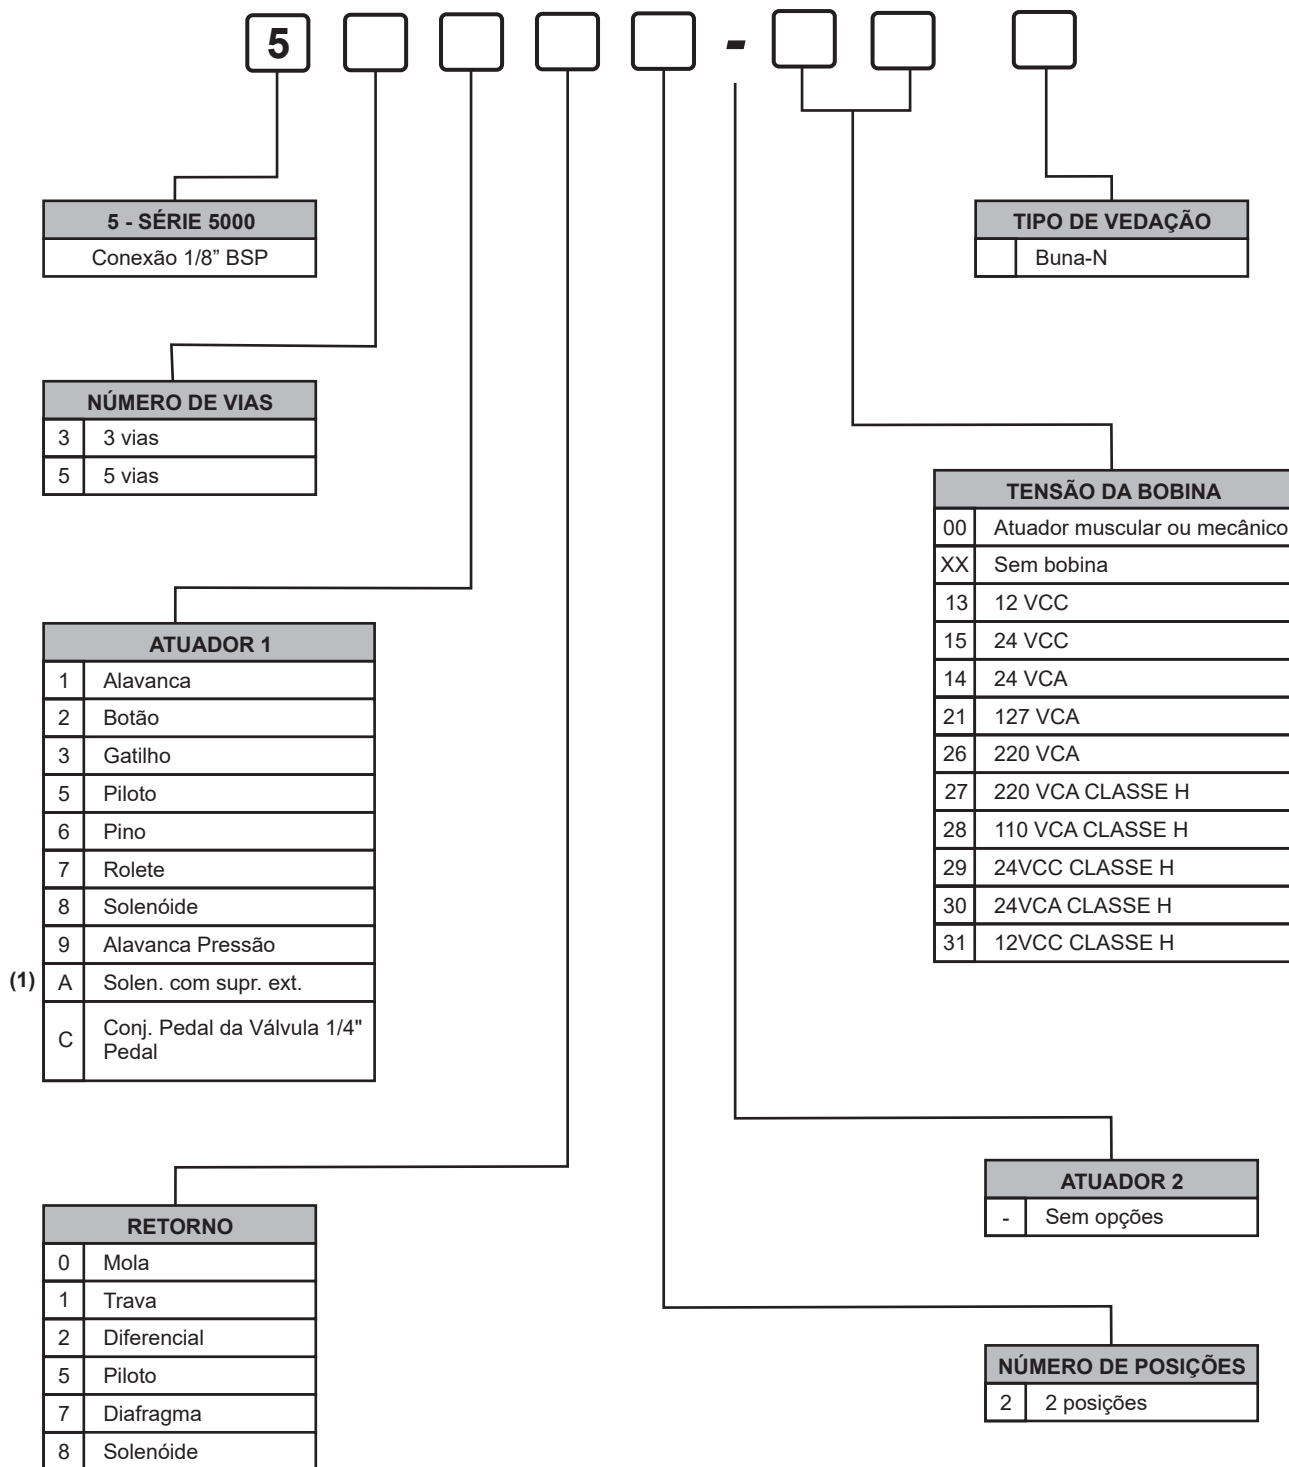 5 -
5 - SÉRIE 5000
Conexão 1/8” BSP
TIPO DE VEDAÇÃO
Buna-N
NÚMERO DE VIAS
3 3 vias
5 5 vias
TENSÃO DA BOBINA
00 Atuador muscular ou mecânico
XX Sem bobina
13 12 VCC
15 24 VCC
14 24 VCA
21 127 VCA
26 220 VCA
27 220 VCA CLASSE H
28 110 VCA CLASSE H
29 24VCC CLASSE H
30 24VCA CLASSE H
31 12VCC CLASSE H
ATUADOR 1
1 Alavanca
2 Botão
3 Gatilho
5 Piloto
6 Pino
7 Rolete
8 Solenóide
9 Alavanca Pressão
(1) A Solen. com supr. ext.
C Conj. Pedal da Válvula 1/4"
Pedal
ATUADOR 2
- Sem opções
RETORNO
0 Mola
1 Trava
2 Diferencial
5 Piloto
7 Diafragma
8 Solenóide
NÚMERO DE POSIÇÕES
2 2 posições